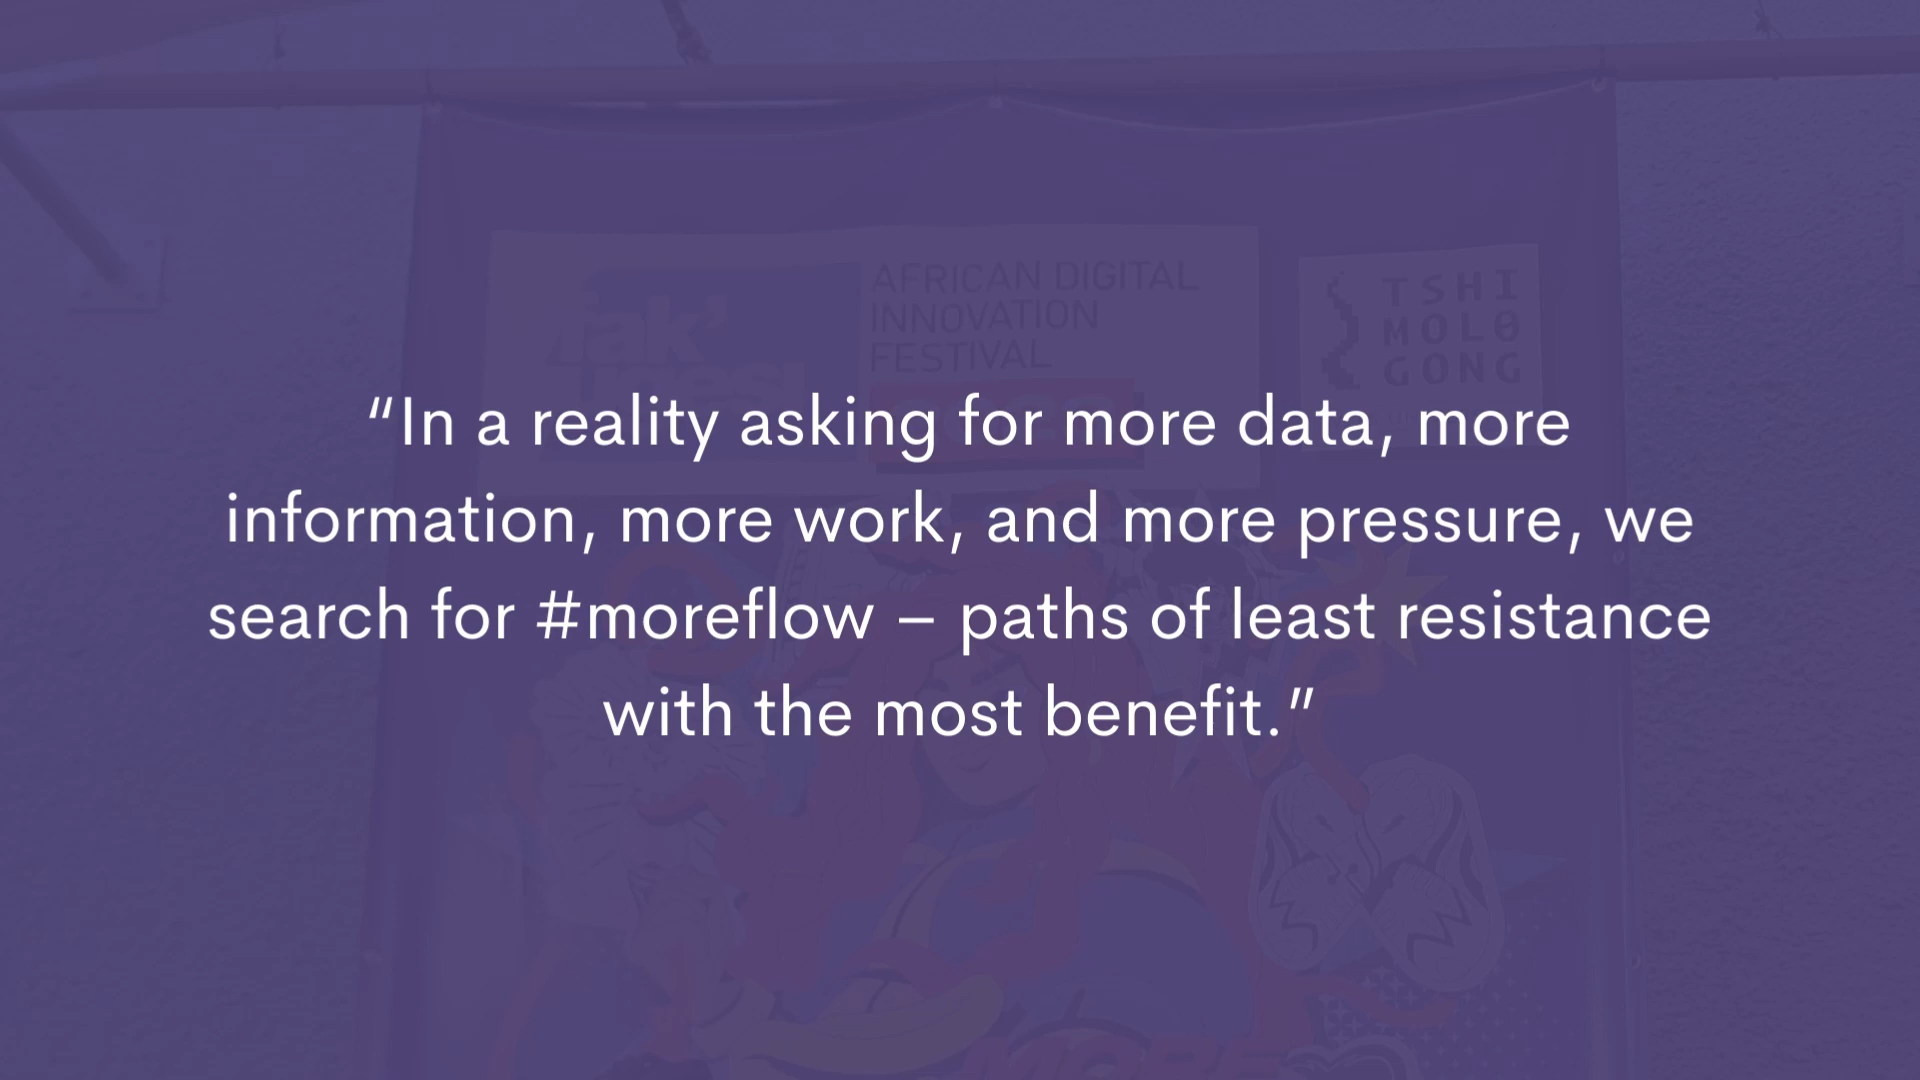 AFRICAN DIGITAL
INNOVATION
FESTIVAL
TSHI
MOLO
GONG
“In a reality asking for more data, more
information, more work, and more pressure, we
search for #moreflow – paths of least resistance
with the most benefit.”
MORE